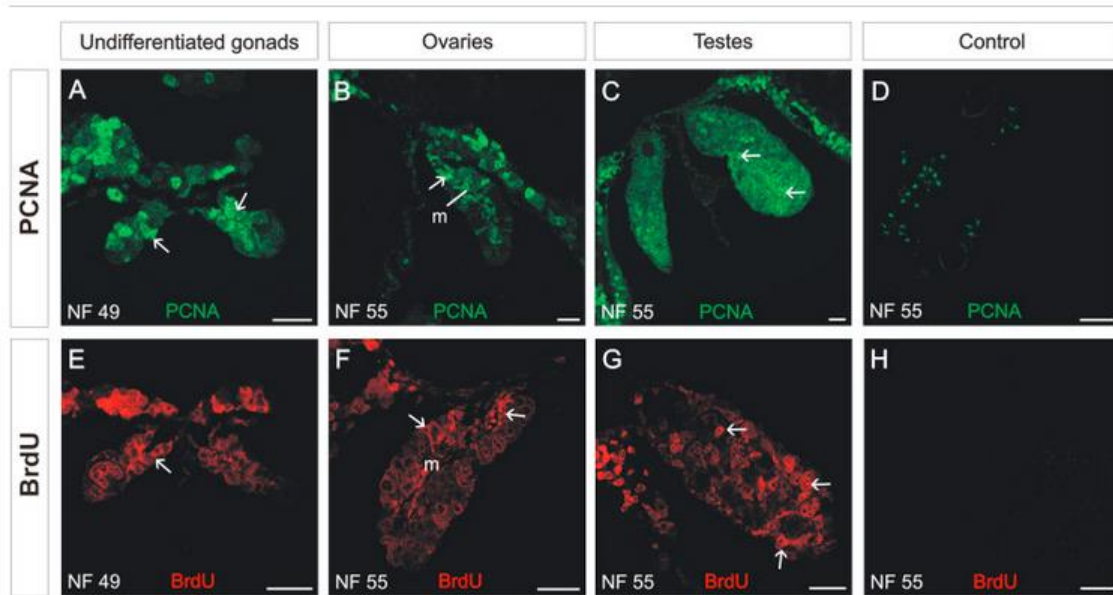 Undifferentiated gonads Ovaries Testes Control
PCNA
A B C D
m
NF 49 PCNA NF 55 PCNA NF 55 PCNA NF 55 PCNA
BrdU
E F G H
m
NF 49 BrdU NF 55 BrdU NF 55 BrdU NF 55 BrdU